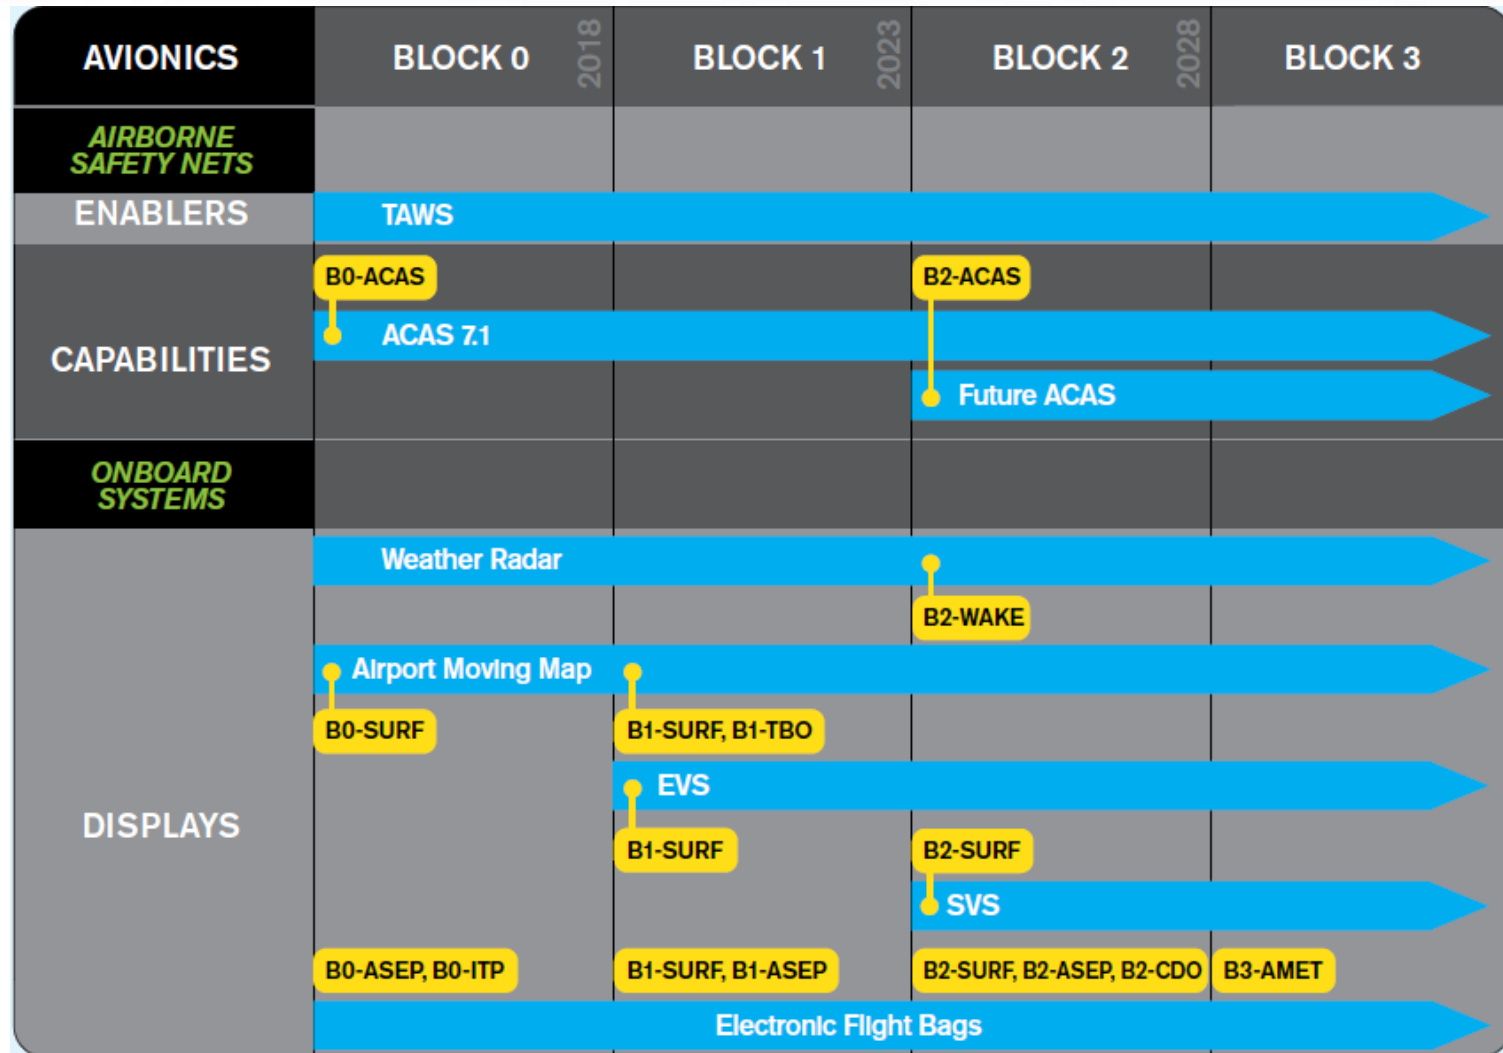 AVIONICS
BLOCK 0
2018
BLOCK 1
2023
BLOCK 2
2028
BLOCK 3
AIRBORNE
SAFETY NETS
ENABLERS
TAWS
CAPABILITIES
B0-ACAS
B2-ACAS
ACAS 7.1
Future ACAS
ONBOARD
SYSTEMS
DISPLAYS
Weather Radar
B2-WAKE
Airport Moving Map
B0-SURF
B1-SURF, B1-TBO
EVS
B1-SURF
B2-SURF
SVS
B0-ASEP, B0-ITP
B1-SURF, B1-ASEP
B2-SURF, B2-ASEP, B2-CDO
B3-AMET
Electronic Flight Bags